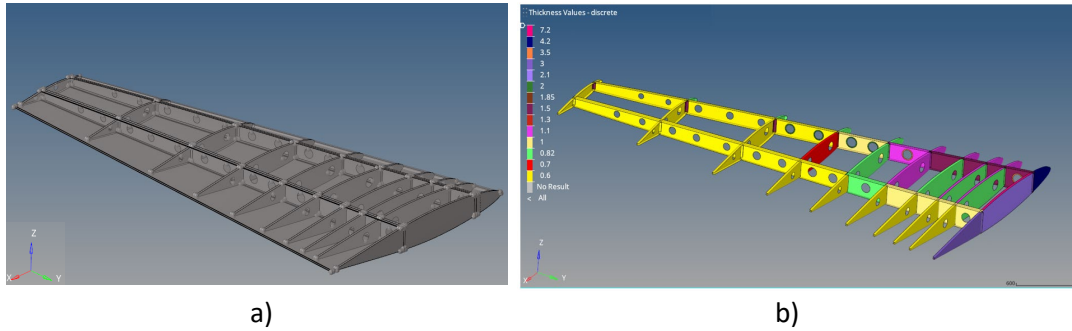 Thickness Values - discrete
7.2
4.2
3.5
3
2.1
2
1.85
1.5
1.3
1.1
1
0.82
0.7
0.6
No Result
< All
Z
X
Y
Z
X
Y
600
a)
b)